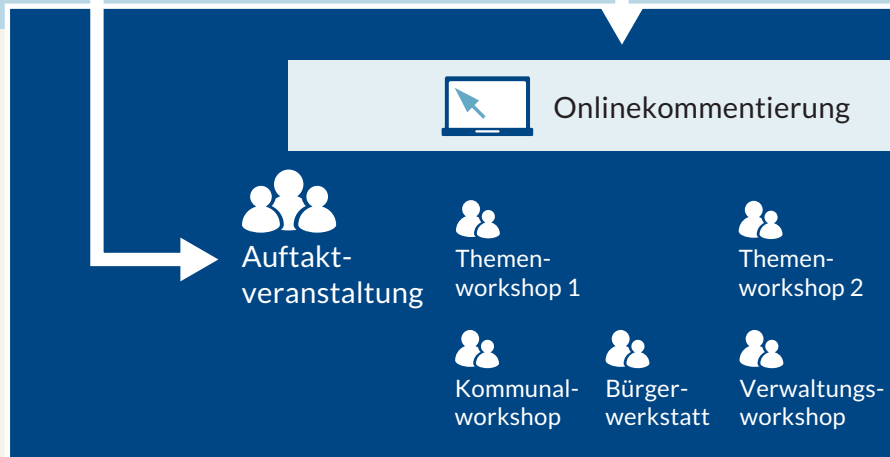 Onlinekommentierung
Auftakt-
veranstaltung
Themen-
workshop 1
Themen-
workshop 2
Kommunal-
workshop
Bürger-
werkstatt
Verwaltungs-
workshop